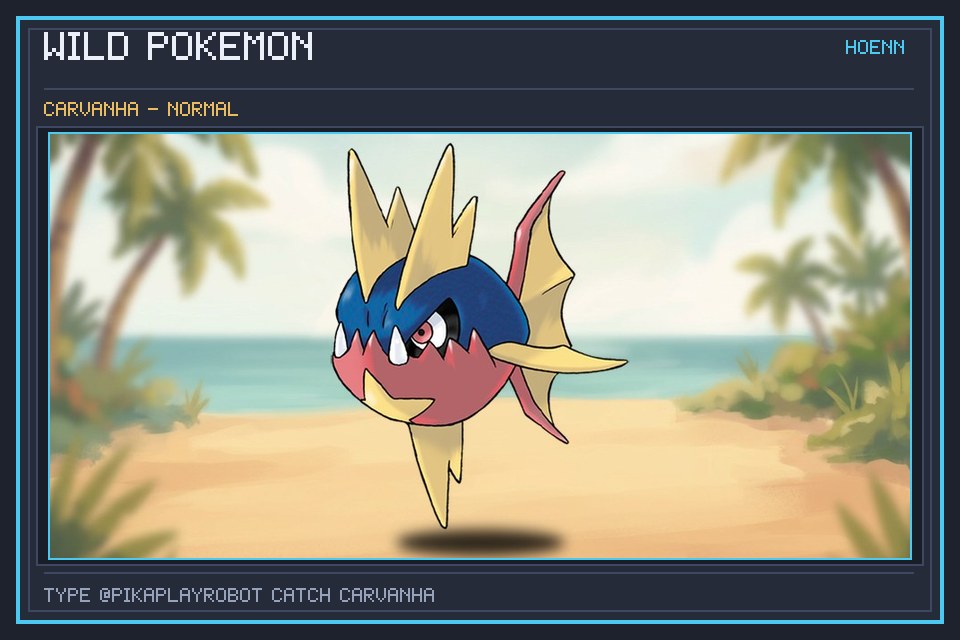 WILD POKEMON
HOENN
CARVANHA - NORMAL
TYPE @PIKAPLAYROBOT CATCH CARVANHA